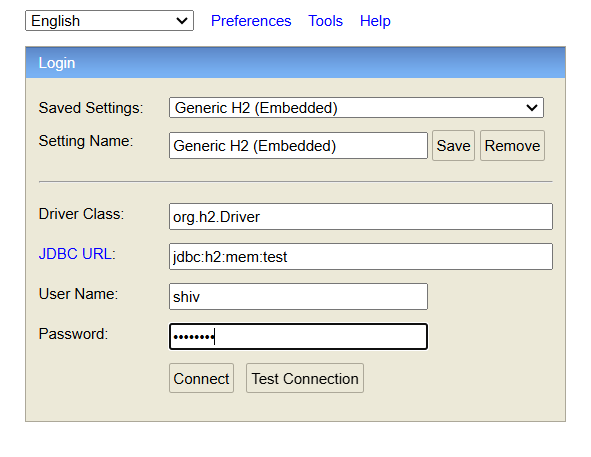 English Preferences Tools Help
Login
Saved Settings: Generic H2 (Embedded)
Setting Name: Generic H2 (Embedded) Save Remove
Driver Class: org.h2.Driver
JDBC URL: jdbc:h2:mem:test
User Name: shiv
Password: ••••••••
Connect Test Connection